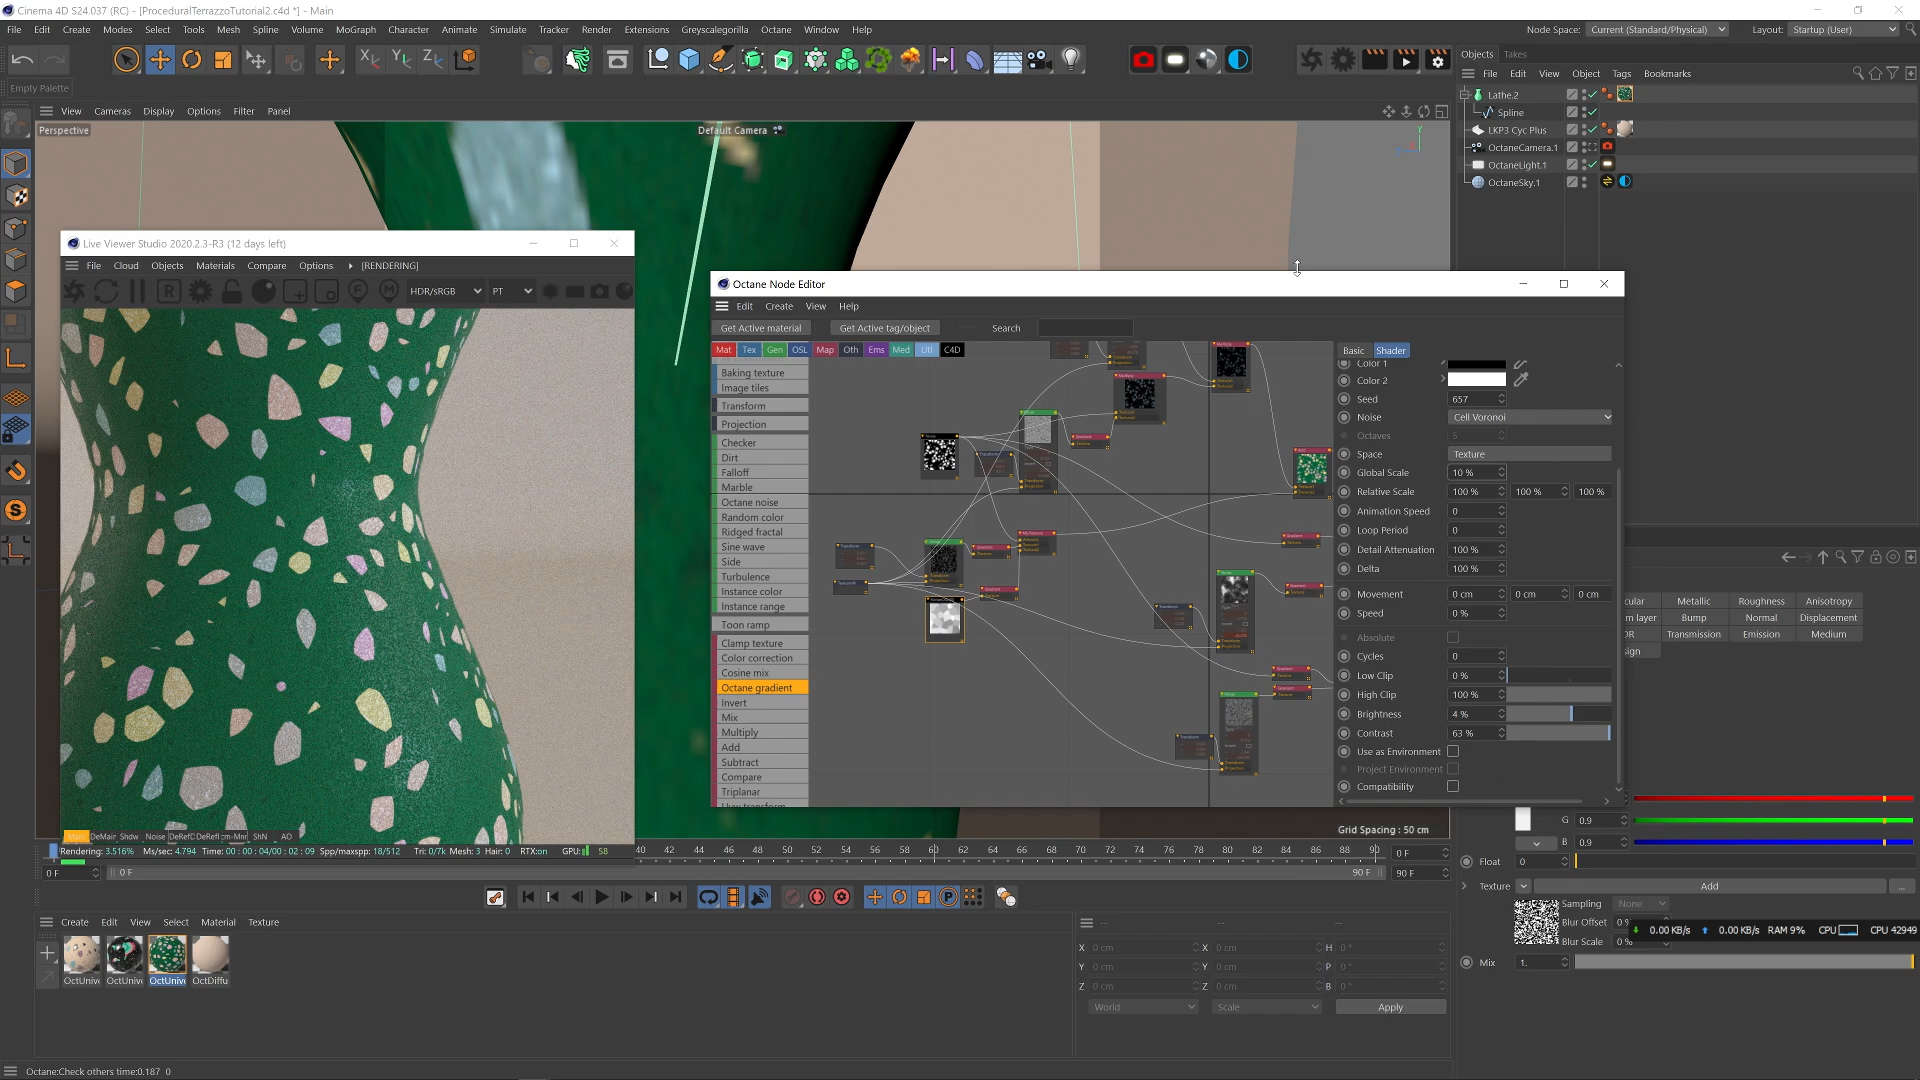 Cinema 4D S24.037 (RC) - [ProceduralTerrazzoTutorial2.c4d *] - Main
File Edit Create Modes Select Tools Mesh Spline Volume MoGraph Character Animate Simulate Tracker Render Extensions Greyscalegorilla Octane Window Help
Node Space: Current (Standard/Physical) Layout: Startup (User)
Empty Palette
Objects Takes
File Edit View Object Tags Bookmarks
Lathe.2
Spline
LKP3 Cyc Plus
OctaneCamera.1
OctaneLight.1
OctaneSky.1
View Cameras Display Options Filter Panel
Perspective
Default Camera
Live Viewer Studio 2020.2.3-R3 (12 days left)
File Cloud Objects Materials Compare Options [RENDERING]
HDR/sRGB PT
DeMain Shdw Noise ShN AO
Rendering: 3.516% Ms/sec: 4.794 Time: 00 : 00 : 04/00 : 02 : 09 Spp/maxspp: 18/512 Tri: 0/7k Mesh: 3 Hair: 0 RTX:on GPU: 58
Octane Node Editor
Edit Create View Help
Get Active material Get Active tag/object Search
Mat Tex Gen OSL Map Oth Ems Med Utl C4D
Baking texture
Image tiles
Transform
Projection
Checker
Dirt
Falloff
Marble
Octane noise
Random color
Ridged fractal
Sine wave
Side
Turbulence
Instance color
Instance range
Toon ramp
Clamp texture
Color correction
Cosine mix
Octane gradient
Invert
Mix
Multiply
Add
Subtract
Compare
Triplanar
Basic Shader
Color 1
Color 2
Seed 657
Noise Cell Voronoi
Octaves 5
Space Texture
Global Scale 10 %
Relative Scale 100 % 100 % 100 %
Animation Speed 0
Loop Period 0
Detail Attenuation 100 %
Delta 100 %
Movement 0 cm 0 cm 0 cm
Speed 0 %
Absolute
Cycles 0
Low Clip 0 %
High Clip 100 %
Brightness 4 %
Contrast 63 %
Use as Environment
Project Environment
Compatibility
Grid Spacing : 50 cm
Metallic Roughness Anisotropy
Bump Normal Displacement
Transmission Emission Medium
G 0.9
B 0.9
Float 0
Texture Add ...
Sampling None
Blur Offset
Blur Scale 0 %
0.00 KB/s 0.00 KB/s RAM 9% CPU CPU 42949
Mix 1.
40 42 44 46 48 50 52 54 56 58 60 62 64 66 68 70 72 74 76 78 80 82 84 86 88 90
0 F
0 F 0 F 90 F 90 F
Create Edit View Select Material Texture
OctUnive OctUnive OctUnive OctDiffu
-- -- --
X 0 cm X 0 cm H 0 °
Y 0 cm Y 0 cm P 0 °
Z 0 cm Z 0 cm B 0 °
World Scale Apply
Octane:Check others time:0.187 0